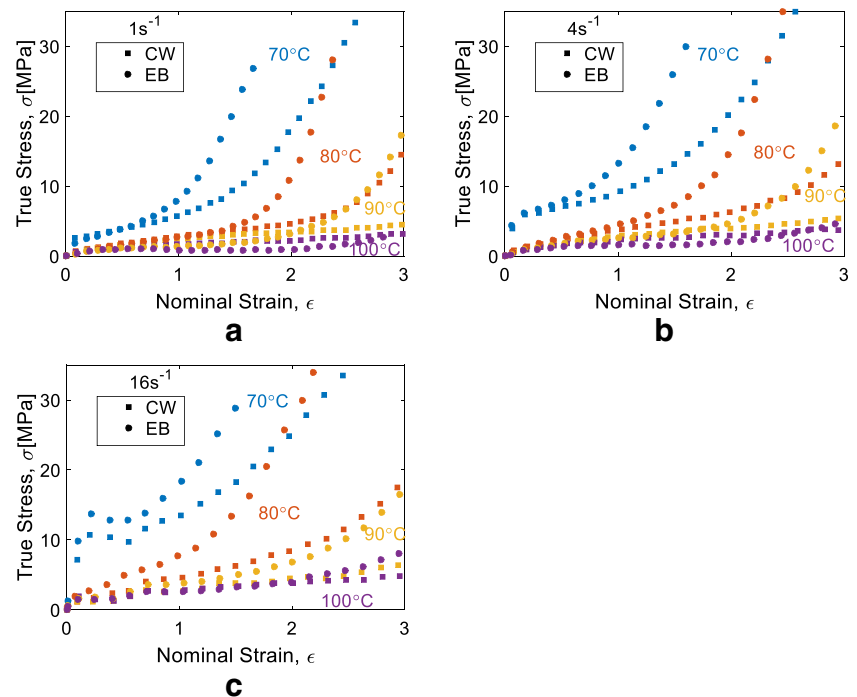 1s⁻¹
CW
EB
70°C
80°C
90°C
100°C
True Stress, σ[MPa]
30
20
10
0
0 1 2 3
Nominal Strain, ϵ
a
4s⁻¹
CW
EB
70°C
80°C
90°C
100°C
True Stress, σ[MPa]
30
20
10
0
0 1 2 3
Nominal Strain, ϵ
b
16s⁻¹
CW
EB
70°C
80°C
90°C
100°C
True Stress, σ[MPa]
30
20
10
0
0 1 2 3
Nominal Strain, ϵ
c